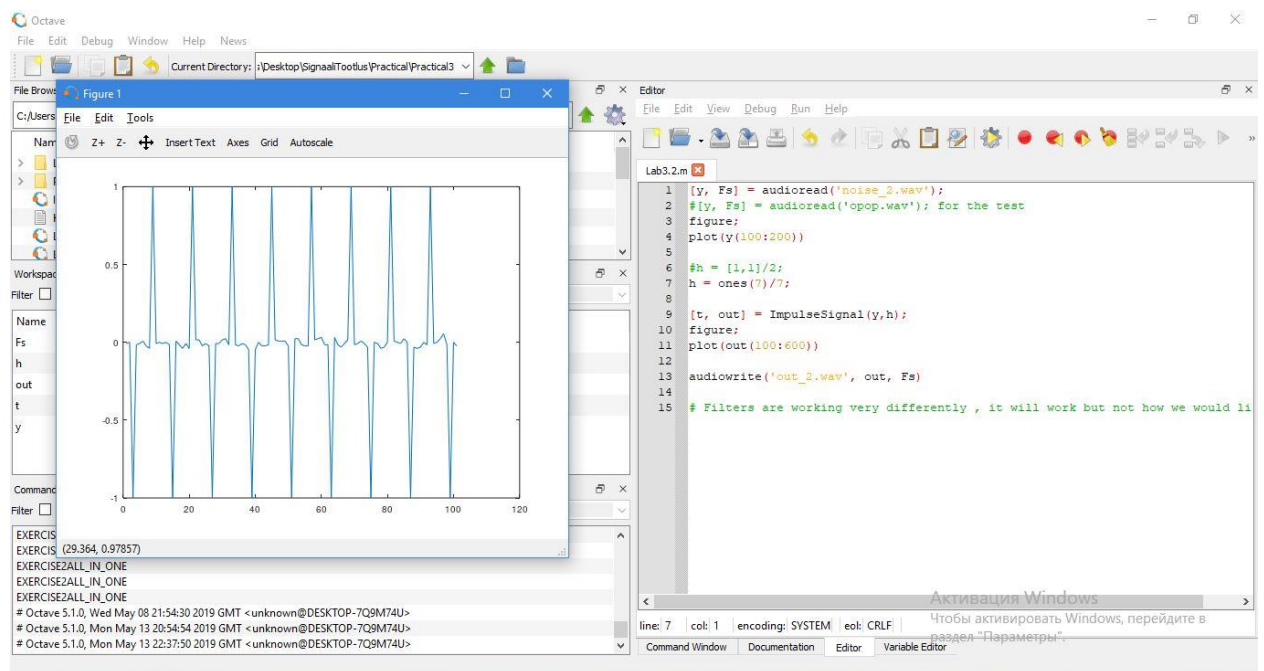 Octave
File Edit Debug Window Help News
Current Directory: :\Desktop\SignaaliTootlus\Practical\Practical3
File Brows
C:/Users
Nam
Workspac
Filter
Name
Fs
h
out
t
y
Command
Filter
EXERCIS
EXERCIS
EXERCISE2ALL_IN_ONE
EXERCISE2ALL_IN_ONE
EXERCISE2ALL_IN_ONE
# Octave 5.1.0, Wed May 08 21:54:30 2019 GMT <unknown@DESKTOP-7Q9M74U>
# Octave 5.1.0, Mon May 13 20:54:54 2019 GMT <unknown@DESKTOP-7Q9M74U>
# Octave 5.1.0, Mon May 13 22:37:50 2019 GMT <unknown@DESKTOP-7Q9M74U>
Figure 1
File Edit Tools
Z+ Z- Insert Text Axes Grid Autoscale
1
0.5
0
-0.5
-1
0 20 40 60 80 100 120
(29.364, 0.97857)
Editor
File Edit View Debug Run Help
Lab3.2.m
1 [y, Fs] = audioread('noise_2.wav');
2 #[y, Fs] = audioread('opop.wav'); for the test
3 figure;
4 plot(y(100:200))
5
6 #h = [1,1]/2;
7 h = ones(7)/7;
8
9 [t, out] = ImpulseSignal(y,h);
10 figure;
11 plot(out(100:600))
12
13 audiowrite('out_2.wav', out, Fs)
14
15 # Filters are working very differently , it will work but not how we would li
line: 7 col: 1 encoding: SYSTEM eol: CRLF
Command Window Documentation Editor Variable Editor
Активация Windows
Чтобы активировать Windows, перейдите в
раздел "Параметры".